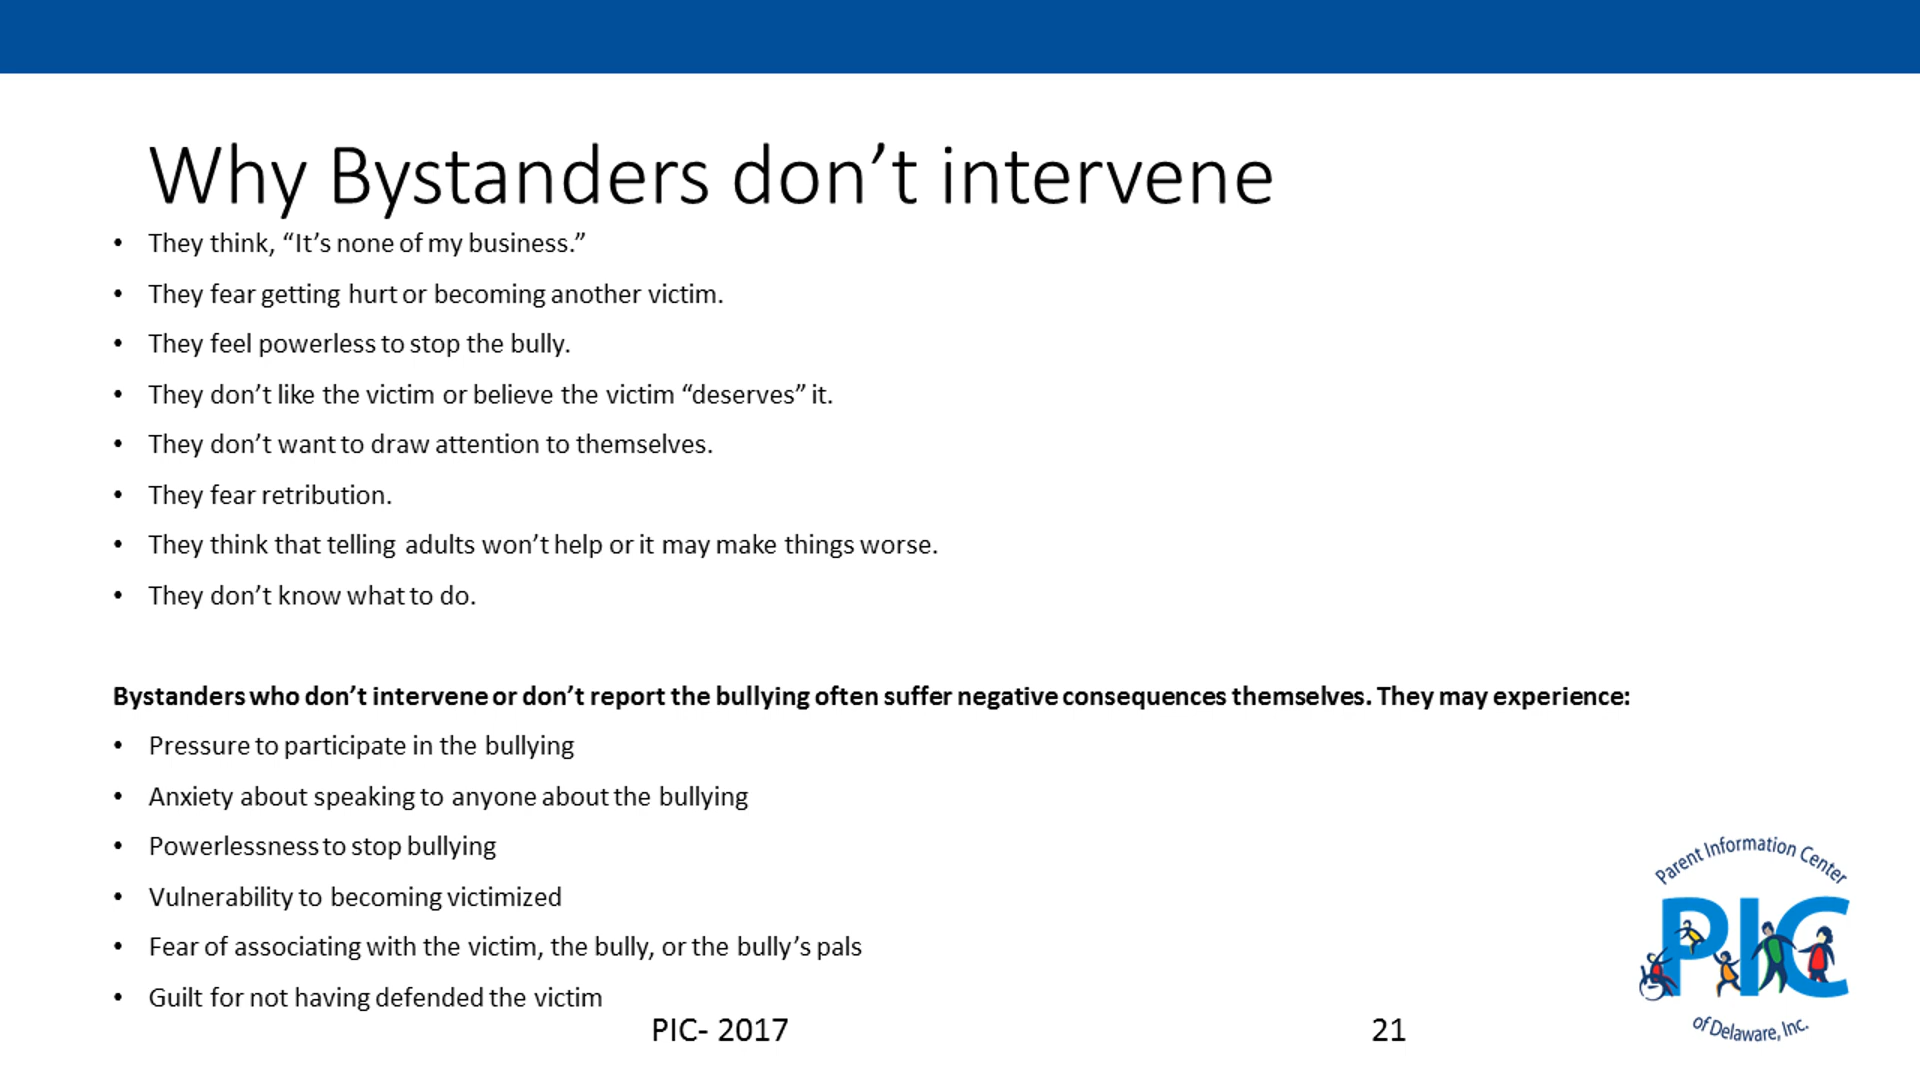 Why Bystanders don’t intervene
• They think, “It’s none of my business.”
• They fear getting hurt or becoming another victim.
• They feel powerless to stop the bully.
• They don’t like the victim or believe the victim “deserves” it.
• They don’t want to draw attention to themselves.
• They fear retribution.
• They think that telling adults won’t help or it may make things worse.
• They don’t know what to do.
Bystanders who don’t intervene or don’t report the bullying often suffer negative consequences themselves. They may experience:
• Pressure to participate in the bullying
• Anxiety about speaking to anyone about the bullying
• Powerlessness to stop bullying
• Vulnerability to becoming victimized
• Fear of associating with the victim, the bully, or the bully’s pals
• Guilt for not having defended the victim
PIC- 2017
21
Parent Information Center
PIC
of Delaware, Inc.